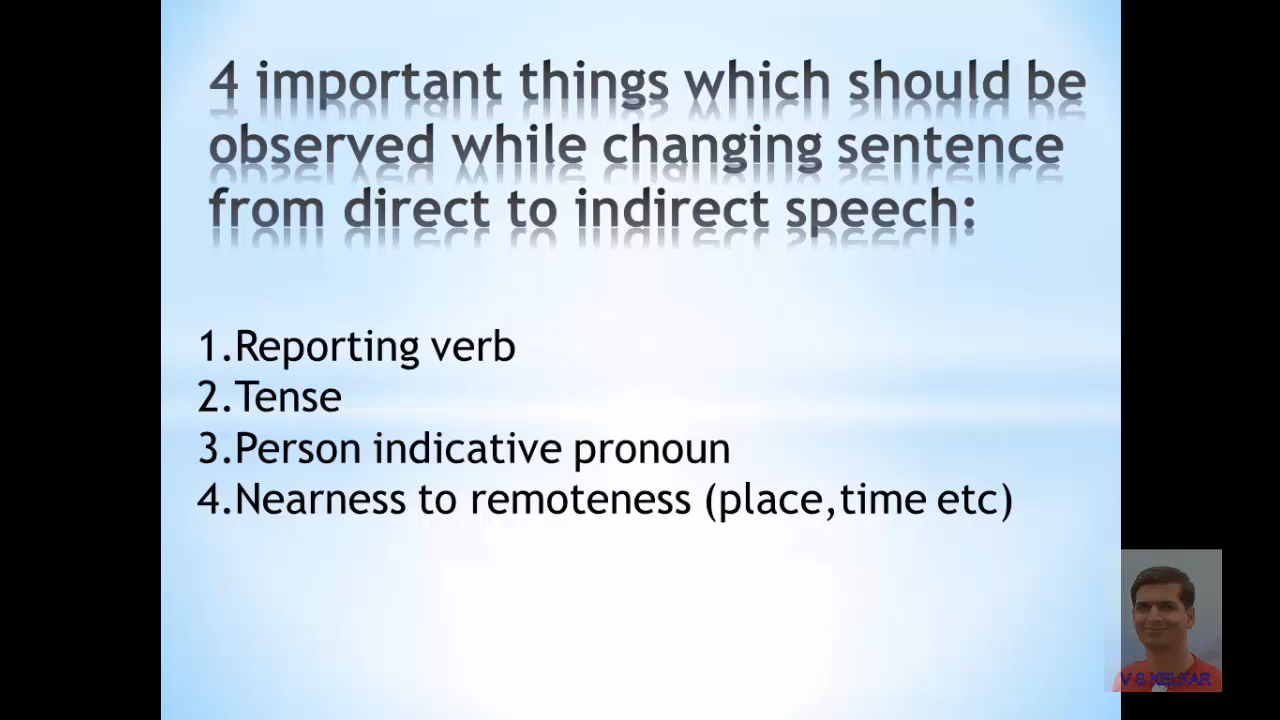 4 important things which should be
observed while changing sentence
from direct to indirect speech:
1.Reporting verb
2.Tense
3.Person indicative pronoun
4.Nearness to remoteness (place,time etc)
V S KELKAR